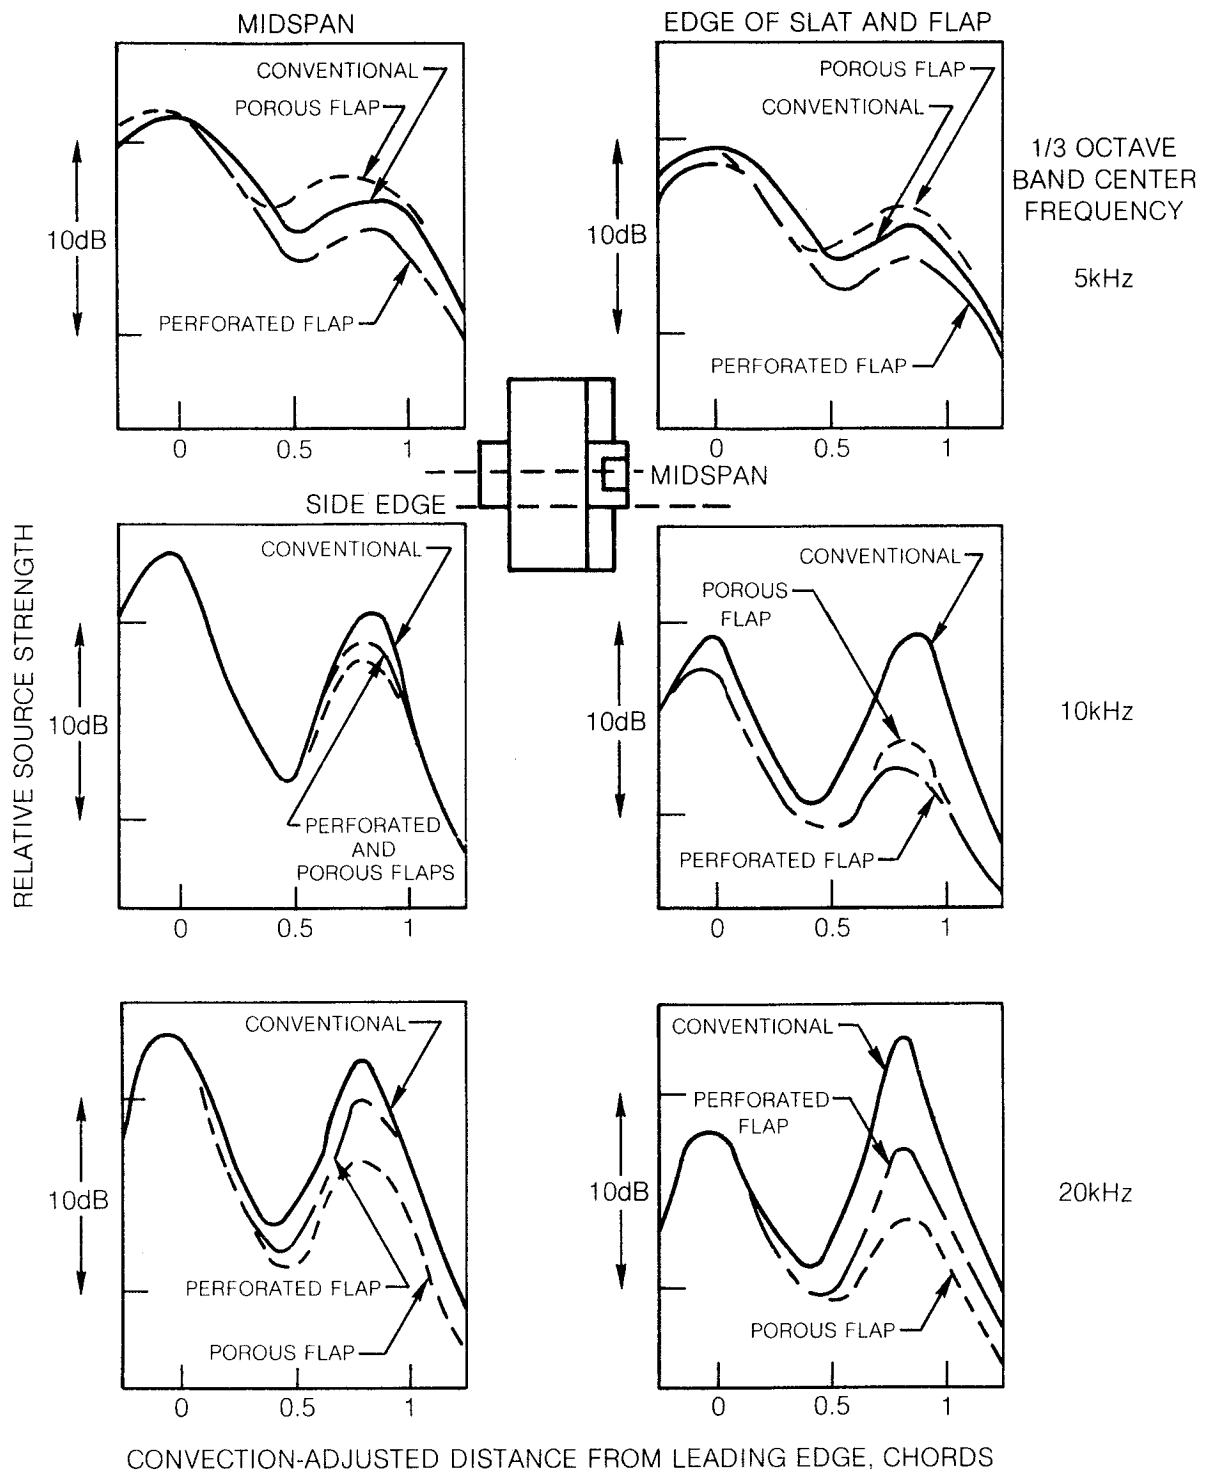 MIDSPAN
EDGE OF SLAT AND FLAP
CONVENTIONAL
POROUS FLAP
10dB
PERFORATED FLAP
0 0.5 1
POROUS FLAP
CONVENTIONAL
10dB
PERFORATED FLAP
0 0.5 1
1/3 OCTAVE
BAND CENTER
FREQUENCY
5kHz
MIDSPAN
SIDE EDGE
RELATIVE SOURCE STRENGTH
CONVENTIONAL
10dB
PERFORATED
AND
POROUS FLAPS
0 0.5 1
CONVENTIONAL
POROUS
FLAP
10dB
PERFORATED FLAP
0 0.5 1
10kHz
CONVENTIONAL
10dB
PERFORATED FLAP
POROUS FLAP
0 0.5 1
CONVENTIONAL
PERFORATED
FLAP
10dB
POROUS FLAP
0 0.5 1
20kHz
CONVECTION-ADJUSTED DISTANCE FROM LEADING EDGE, CHORDS